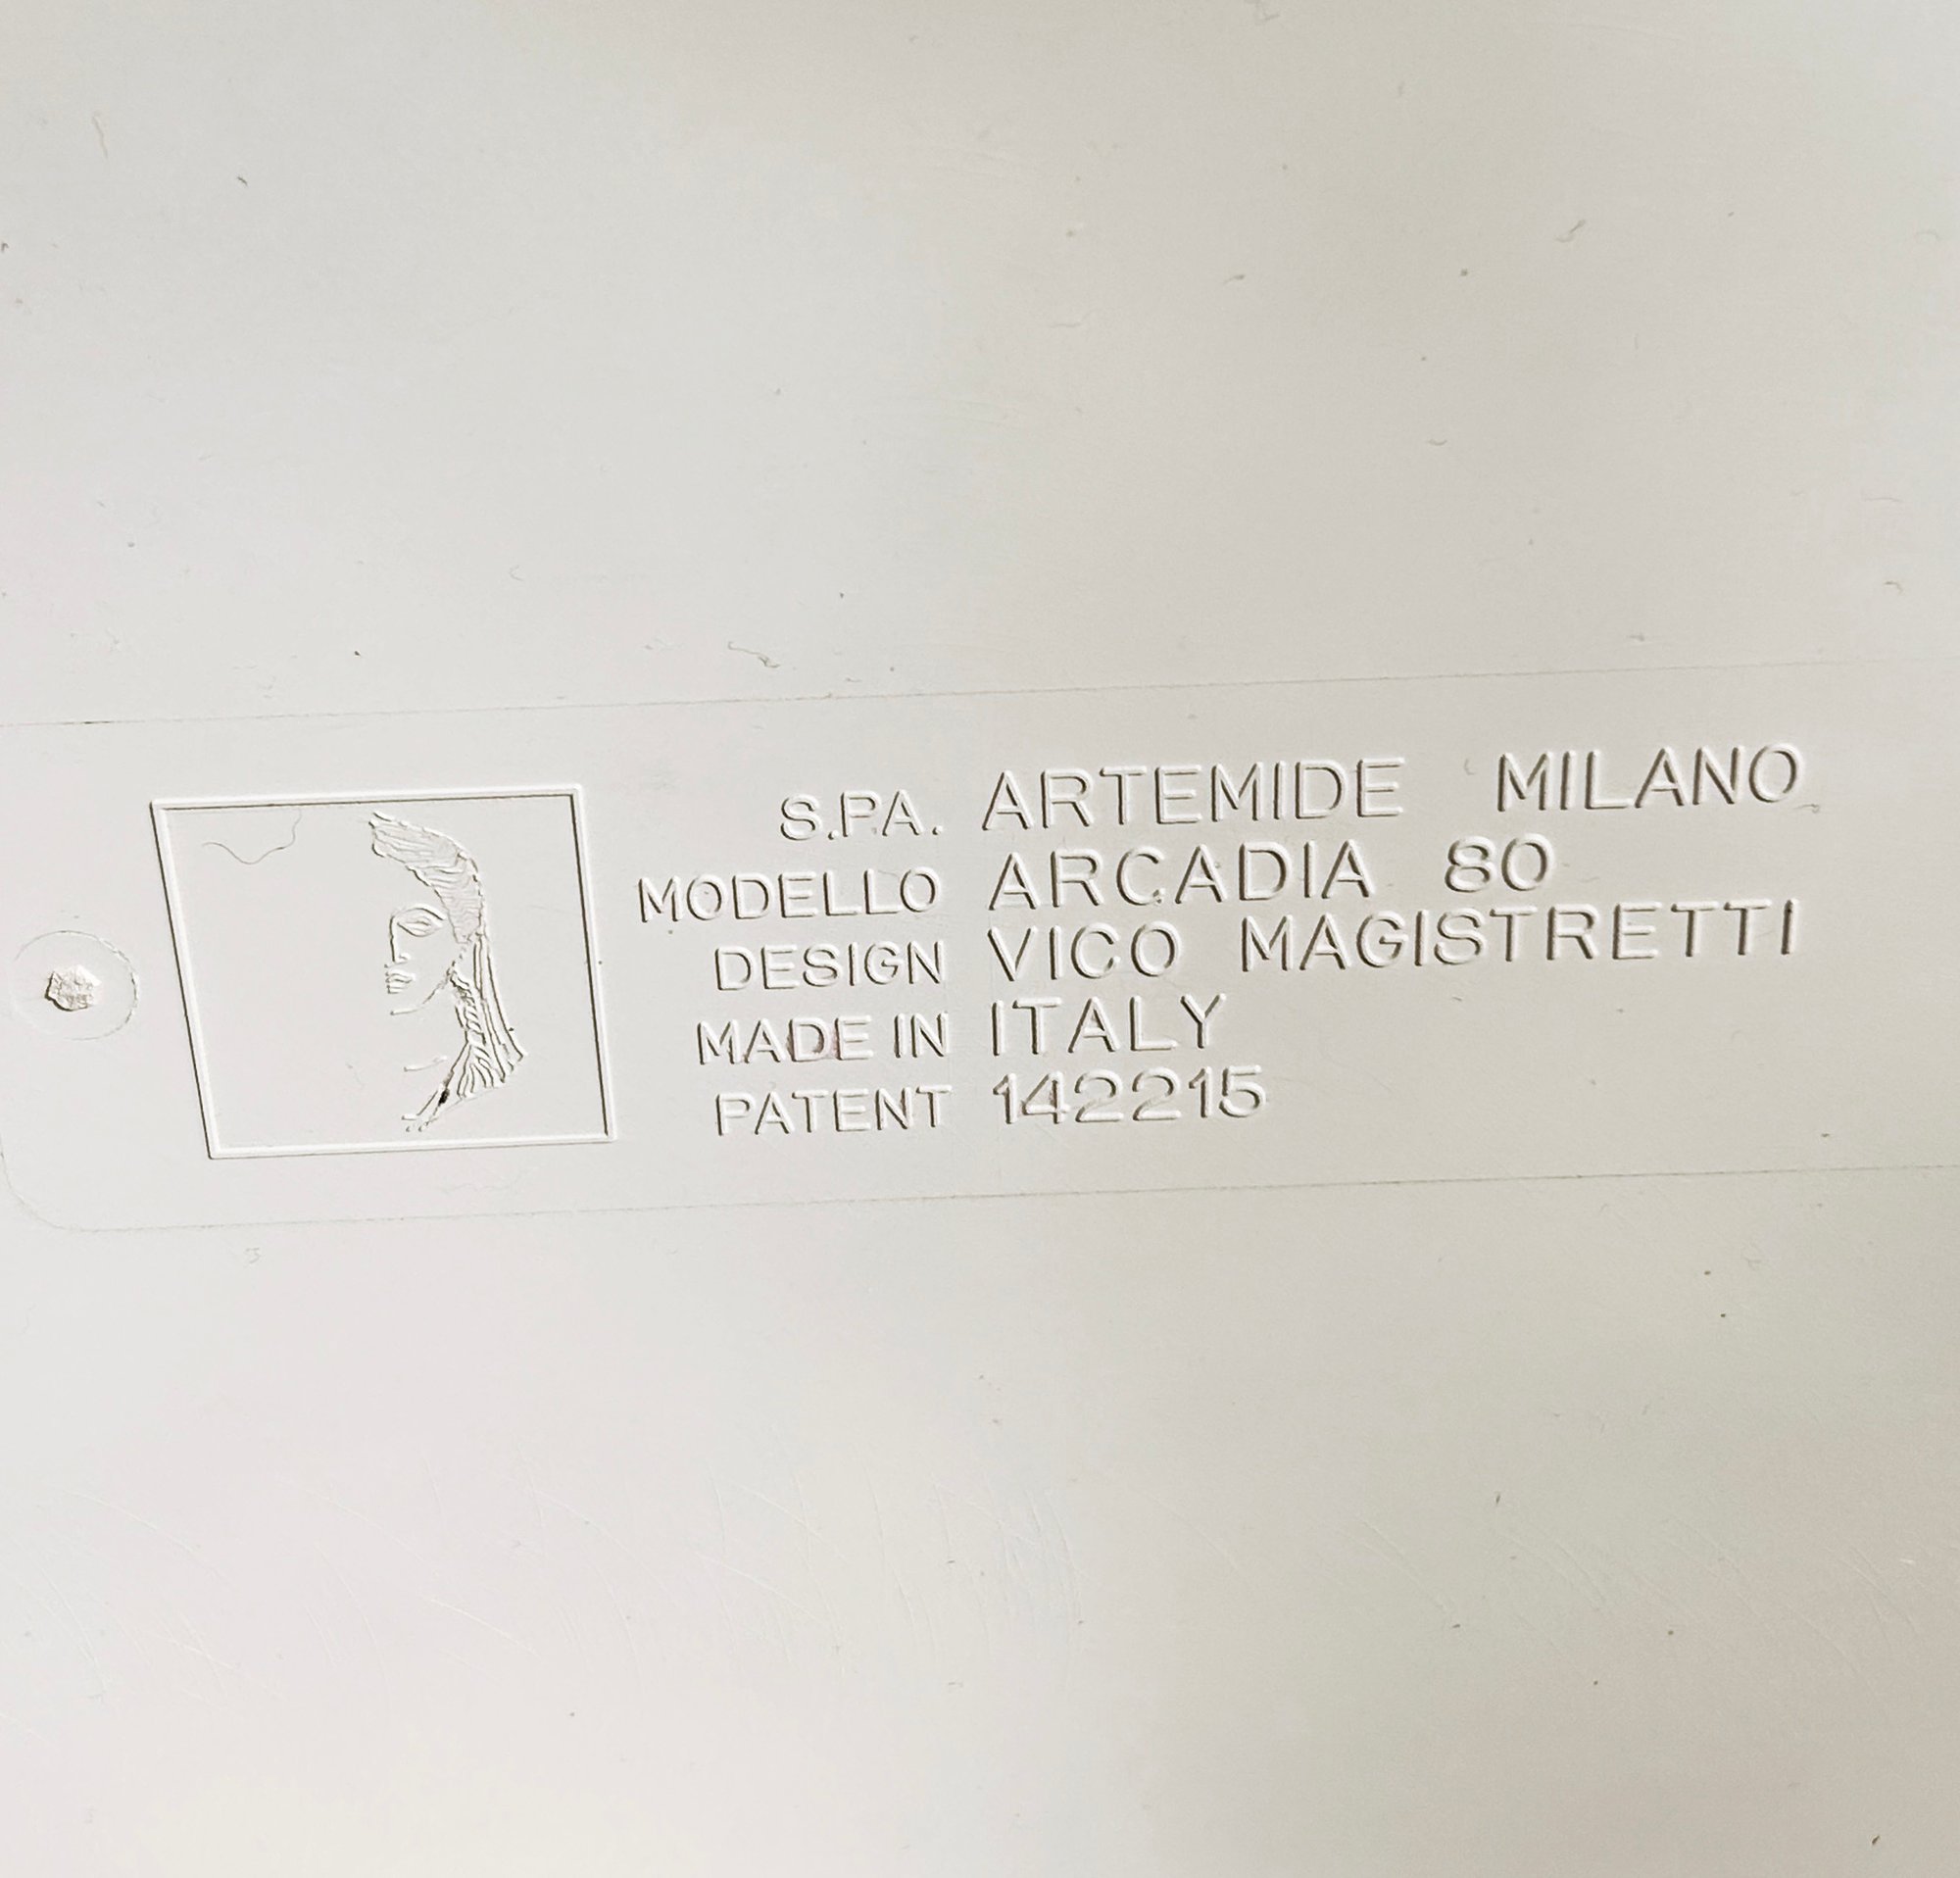 S.P.A. ARTEMIDE MILANO
MODELLO ARCADIA 80
DESIGN VICO MAGISTRETTI
MADE IN ITALY
PATENT 142215